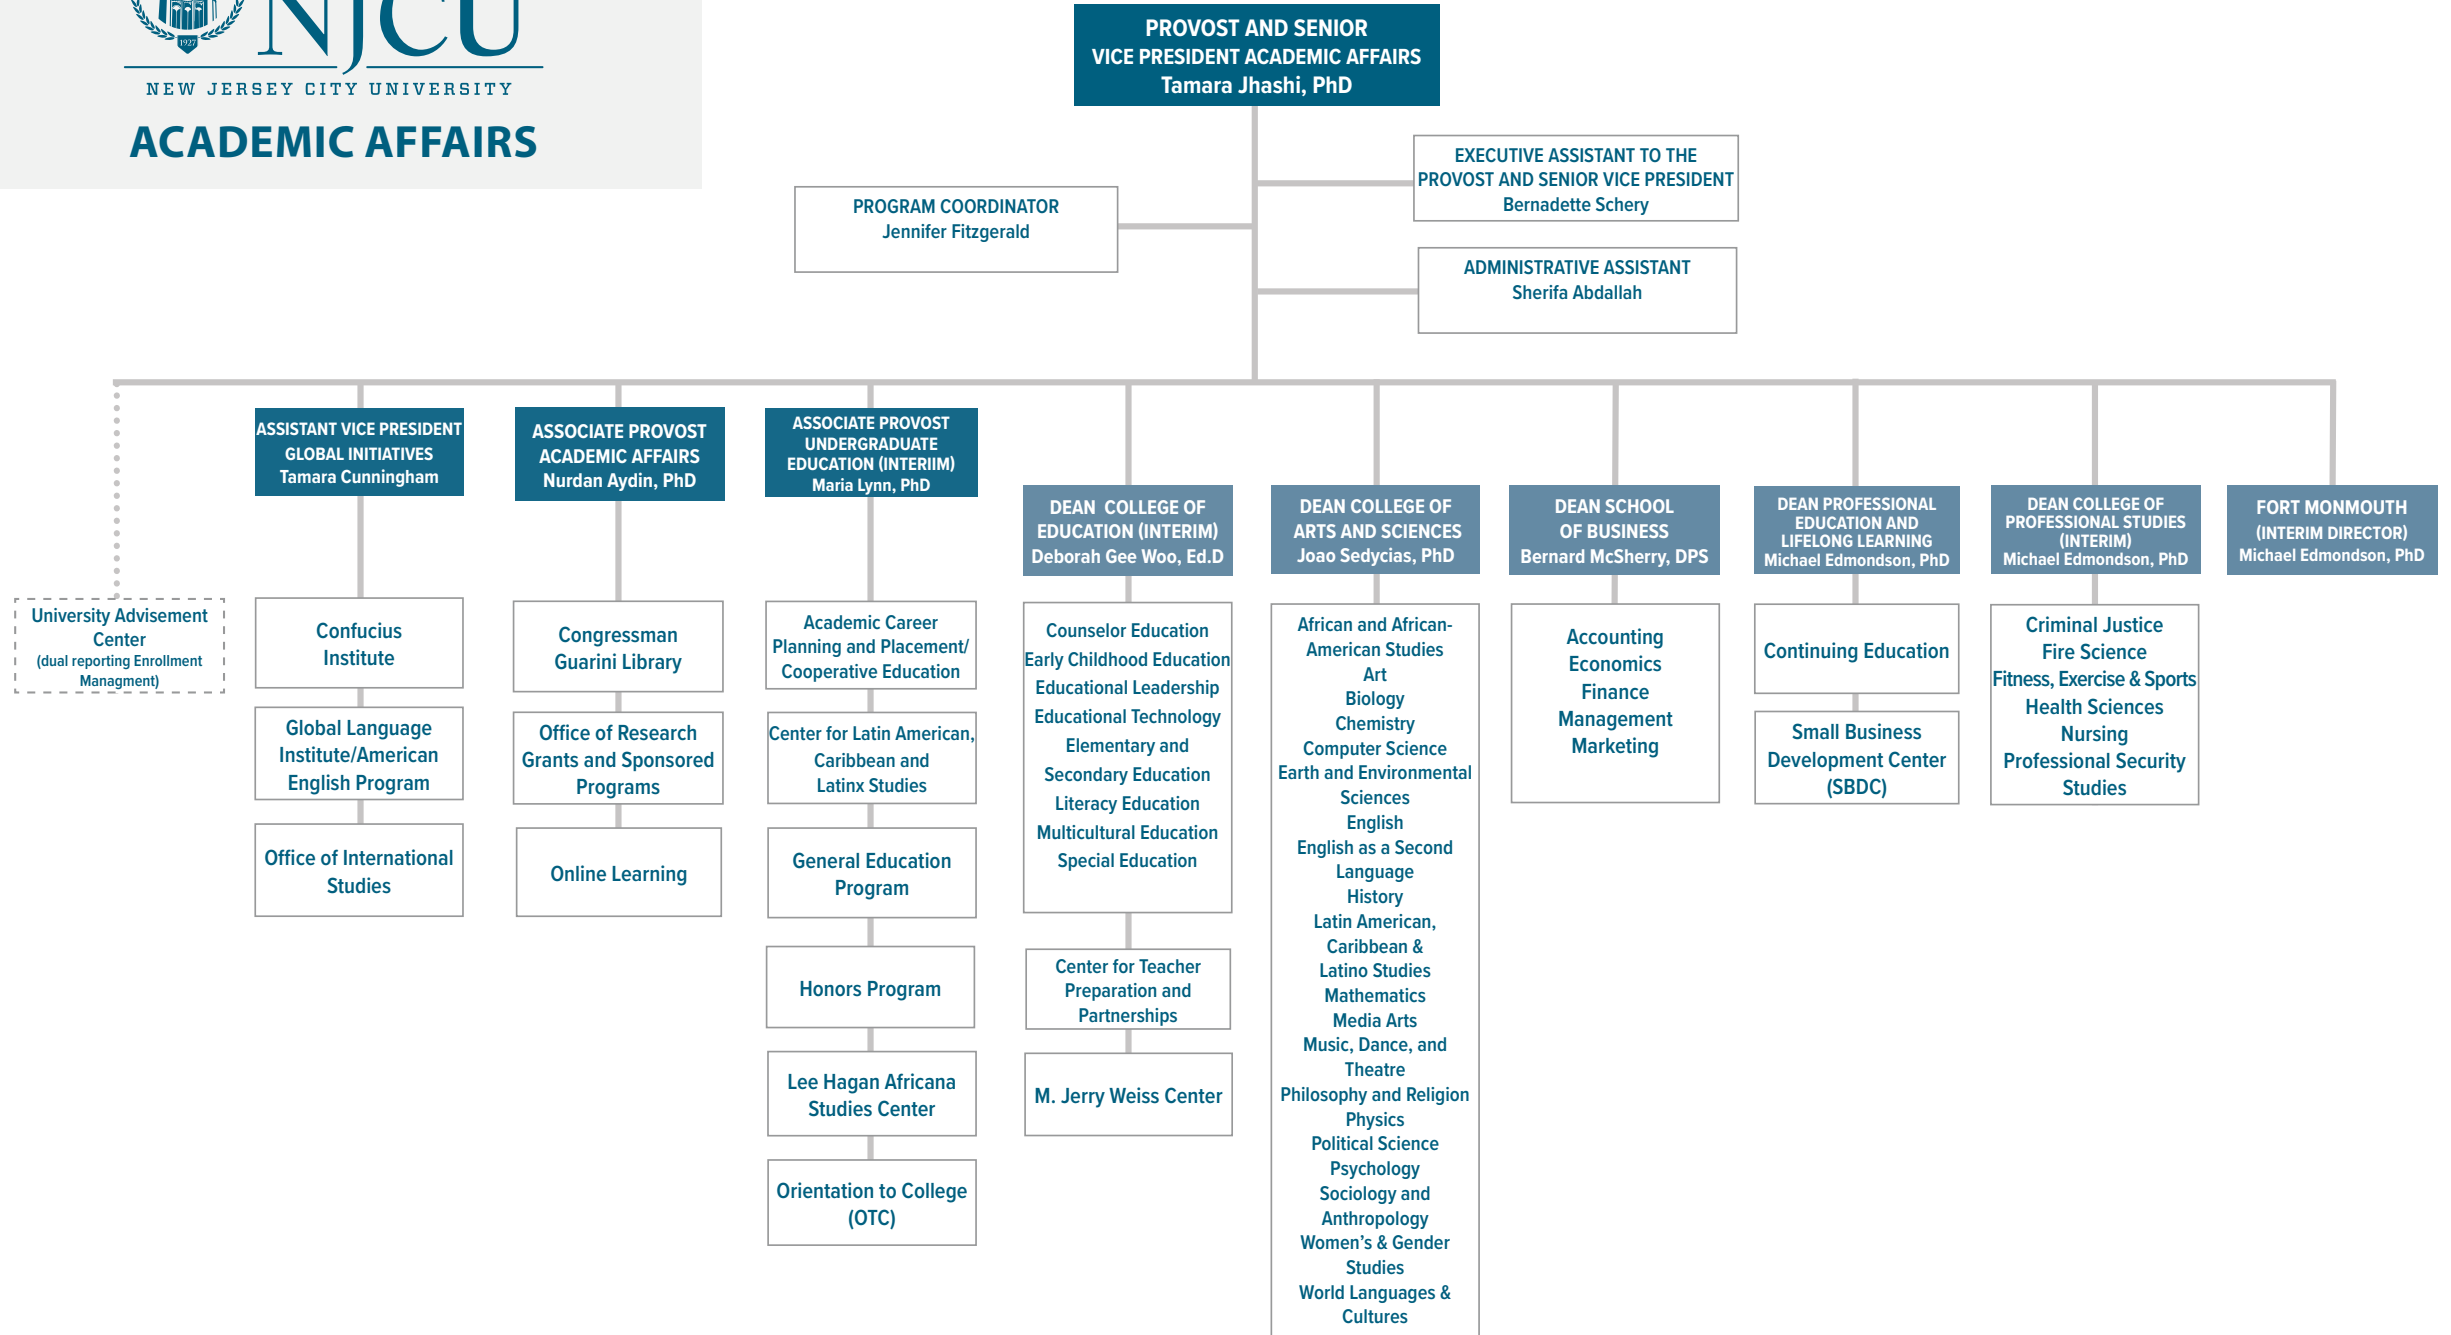 1927
NJCU
NEW JERSEY CITY UNIVERSITY
ACADEMIC AFFAIRS
PROVOST AND SENIOR
VICE PRESIDENT ACADEMIC AFFAIRS
Tamara Jhashi, PhD
EXECUTIVE ASSISTANT TO THE
PROVOST AND SENIOR VICE PRESIDENT
Bernadette Schery
PROGRAM COORDINATOR
Jennifer Fitzgerald
ADMINISTRATIVE ASSISTANT
Sherifa Abdallah
University Advisement
Center
(dual reporting Enrollment
Managment)
ASSISTANT VICE PRESIDENT
GLOBAL INITIATIVES
Tamara Cunningham
Confucius
Institute
Global Language
Institute/American
English Program
Office of International
Studies
ASSOCIATE PROVOST
ACADEMIC AFFAIRS
Nurdan Aydin, PhD
Congressman
Guarini Library
Office of Research
Grants and Sponsored
Programs
Online Learning
ASSOCIATE PROVOST
UNDERGRADUATE
EDUCATION (INTERIIM)
Maria Lynn, PhD
Academic Career
Planning and Placement/
Cooperative Education
Center for Latin American,
Caribbean and
Latinx Studies
General Education
Program
Honors Program
Lee Hagan Africana
Studies Center
Orientation to College
(OTC)
DEAN COLLEGE OF
EDUCATION (INTERIM)
Deborah Gee Woo, Ed.D
Counselor Education
Early Childhood Education
Educational Leadership
Educational Technology
Elementary and
Secondary Education
Literacy Education
Multicultural Education
Special Education
Center for Teacher
Preparation and
Partnerships
M. Jerry Weiss Center
DEAN COLLEGE OF
ARTS AND SCIENCES
Joao Sedycias, PhD
African and African-
American Studies
Art
Biology
Chemistry
Computer Science
Earth and Environmental
Sciences
English
English as a Second
Language
History
Latin American,
Caribbean &
Latino Studies
Mathematics
Media Arts
Music, Dance, and
Theatre
Philosophy and Religion
Physics
Political Science
Psychology
Sociology and
Anthropology
Women's & Gender
Studies
World Languages &
Cultures
DEAN SCHOOL
OF BUSINESS
Bernard McSherry, DPS
Accounting
Economics
Finance
Management
Marketing
DEAN PROFESSIONAL
EDUCATION AND
LIFELONG LEARNING
Michael Edmondson, PhD
Continuing Education
Small Business
Development Center
(SBDC)
DEAN COLLEGE OF
PROFESSIONAL STUDIES
(INTERIM)
Michael Edmondson, PhD
Criminal Justice
Fire Science
Fitness, Exercise & Sports
Health Sciences
Nursing
Professional Security
Studies
FORT MONMOUTH
(INTERIM DIRECTOR)
Michael Edmondson, PhD